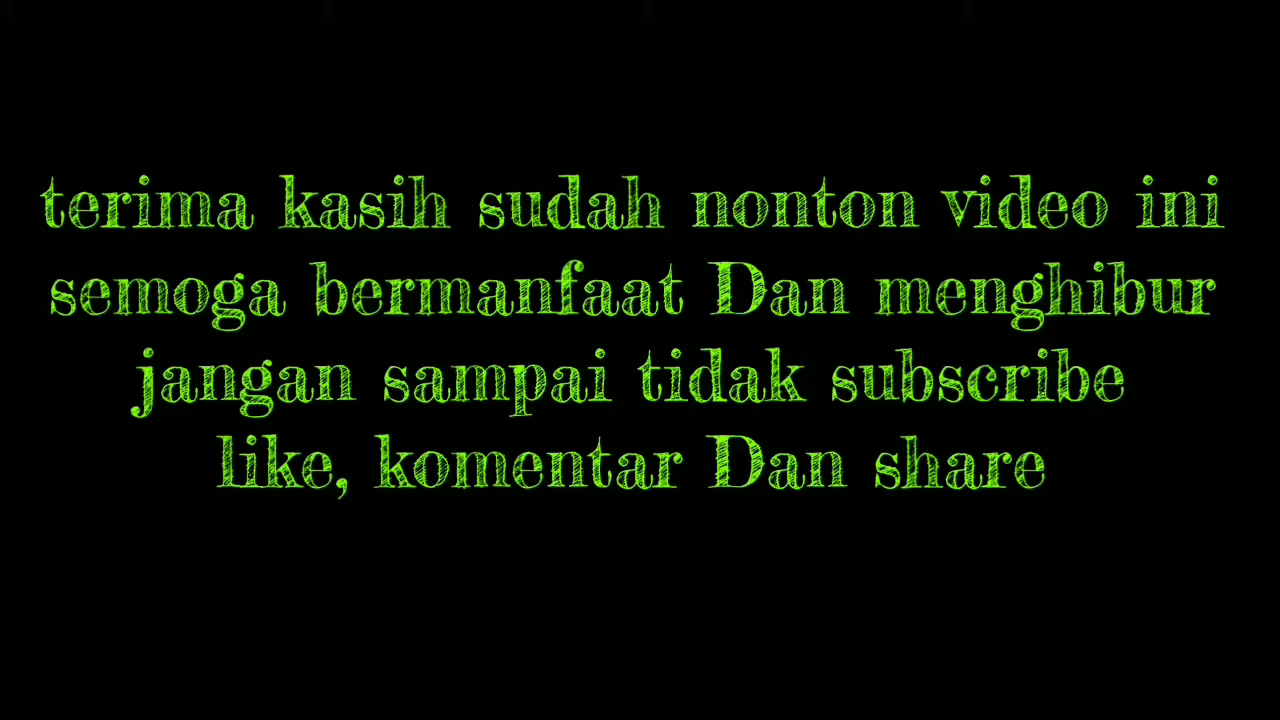 terima kasih sudah nonton video ini
semoga bermanfaat Dan menghibur
jangan sampai tidak subscribe
like, komentar Dan share